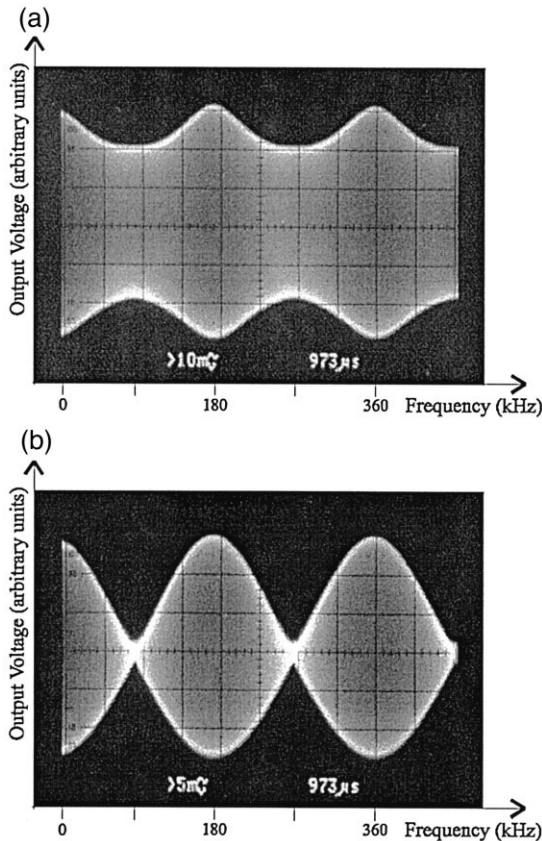 (a)
Output Voltage (arbitrary units)
>10mV
973µs
0
180
360
Frequency (kHz)
(b)
Output Voltage (arbitrary units)
>5mV
973µs
0
180
360
Frequency (kHz)